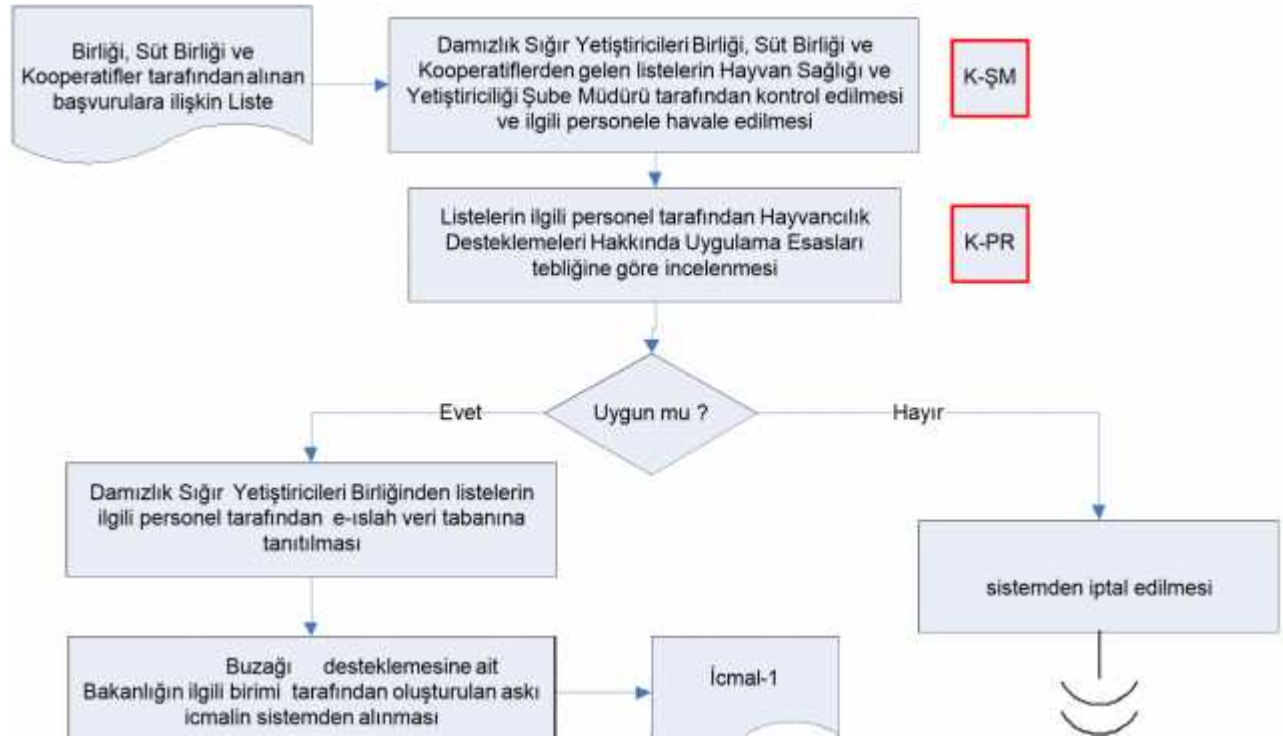 Birliği, Süt Birliği ve
Kooperatifler tarafından alınan
başvurulara ilişkin Liste
Damızlık Sığır Yetiştiricileri Birliği, Süt Birliği ve
Kooperatiflerden gelen listelerin Hayvan Sağlığı ve
Yetiştiriciliği Şube Müdürü tarafından kontrol edilmesi
ve ilgili personele havale edilmesi
K-ŞM
Listelerin ilgili personel tarafından Hayvancılık
Desteklemeleri Hakkında Uygulama Esasları
tebliğine göre incelenmesi
K-PR
Uygun mu ?
Evet
Hayır
Damızlık Sığır Yetiştiricileri Birliğinden listelerin
ilgili personel tarafından e-ıslah veri tabanına
tanıtılması
sistemden iptal edilmesi
Buzağı desteklemesine ait
Bakanlığın ilgili birimi tarafından oluşturulan askı
icmalin sistemden alınması
İcmal-1